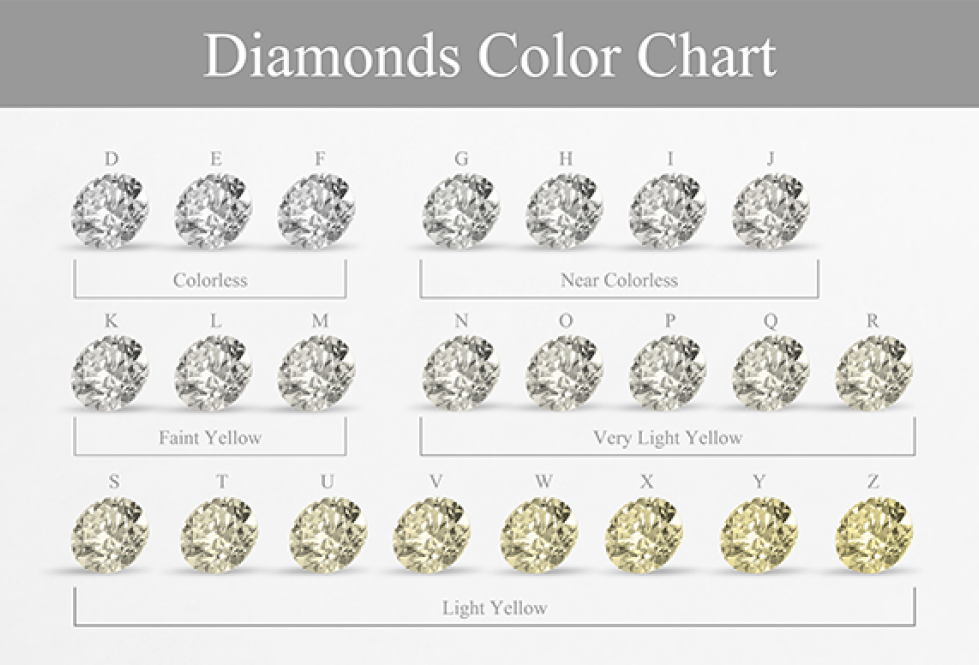 Diamonds Color Chart
D E F G H I J
Colorless Near Colorless
K L M N O P Q R
Faint Yellow Very Light Yellow
S T U V W X Y Z
Light Yellow